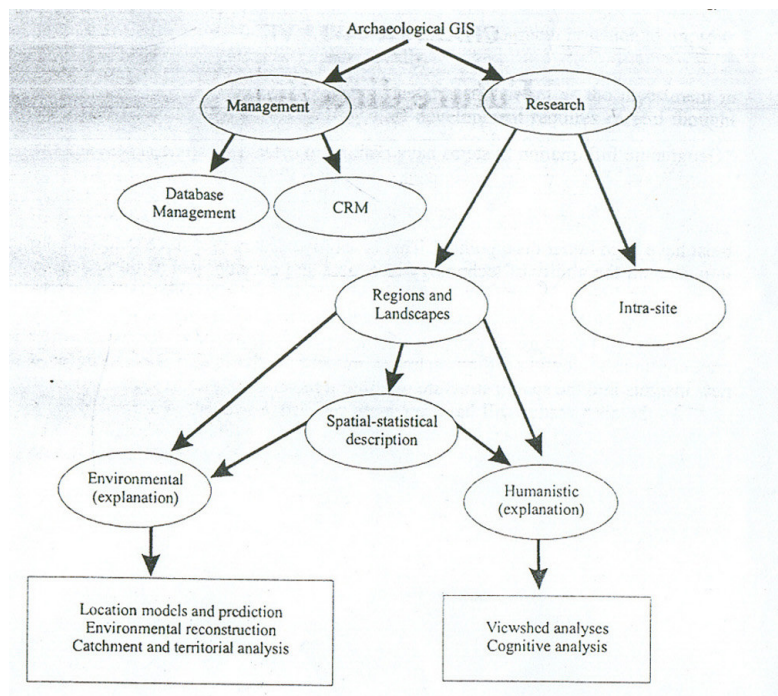 Archaeological GIS
Management
Research
Database
Management
CRM
Regions and
Landscapes
Intra-site
Spatial-statistical
description
Environmental
(explanation)
Humanistic
(explanation)
Location models and prediction
Environmental reconstruction
Catchment and territorial analysis
Viewshed analyses
Cognitive analysis